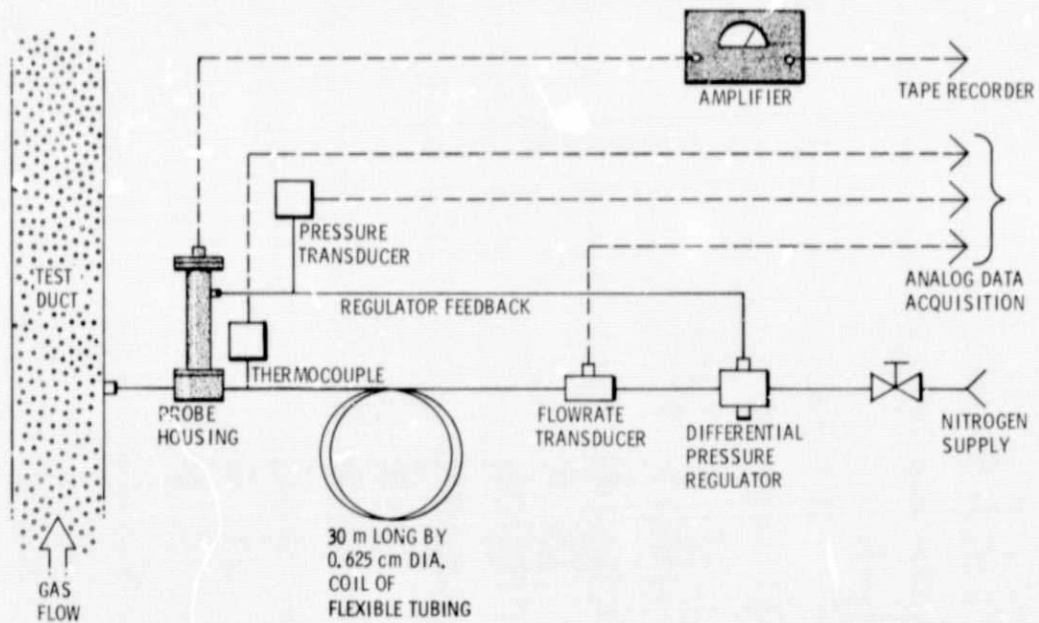 AMPLIFIER
TAPE RECORDER
PRESSURE
TRANSDUCER
TEST
DUCT
ANALOG DATA
ACQUISITION
REGULATOR FEEDBACK
THERMOCOUPLE
PROBE
HOUSING
FLOWRATE
TRANSDUCER
DIFFERENTIAL
PRESSURE
REGULATOR
NITROGEN
SUPPLY
30 m LONG BY
0.625 cm DIA.
COIL OF
FLEXIBLE TUBING
GAS
FLOW